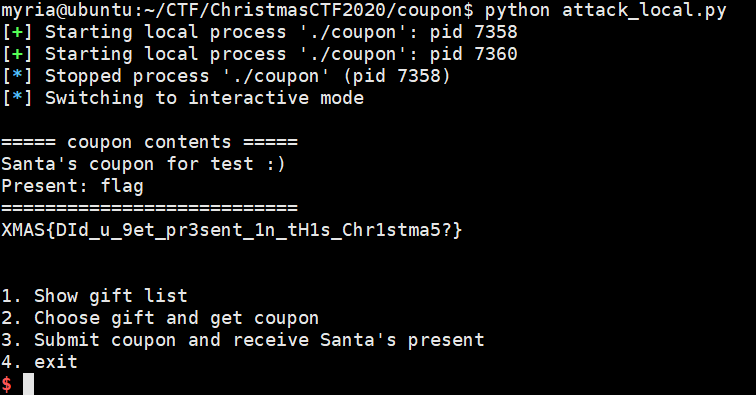 myria@ubuntu:~/CTF/ChristmasCTF2020/coupon$ python attack_local.py
[+] Starting local process './coupon': pid 7358
[+] Starting local process './coupon': pid 7360
[*] Stopped process './coupon' (pid 7358)
[*] Switching to interactive mode
===== coupon contents =====
Santa's coupon for test :)
Present: flag
===========================
XMAS{DId_u_9et_pr3sent_1n_tH1s_Chr1stma5?}
1. Show gift list
2. Choose gift and get coupon
3. Submit coupon and receive Santa's present
4. exit
$